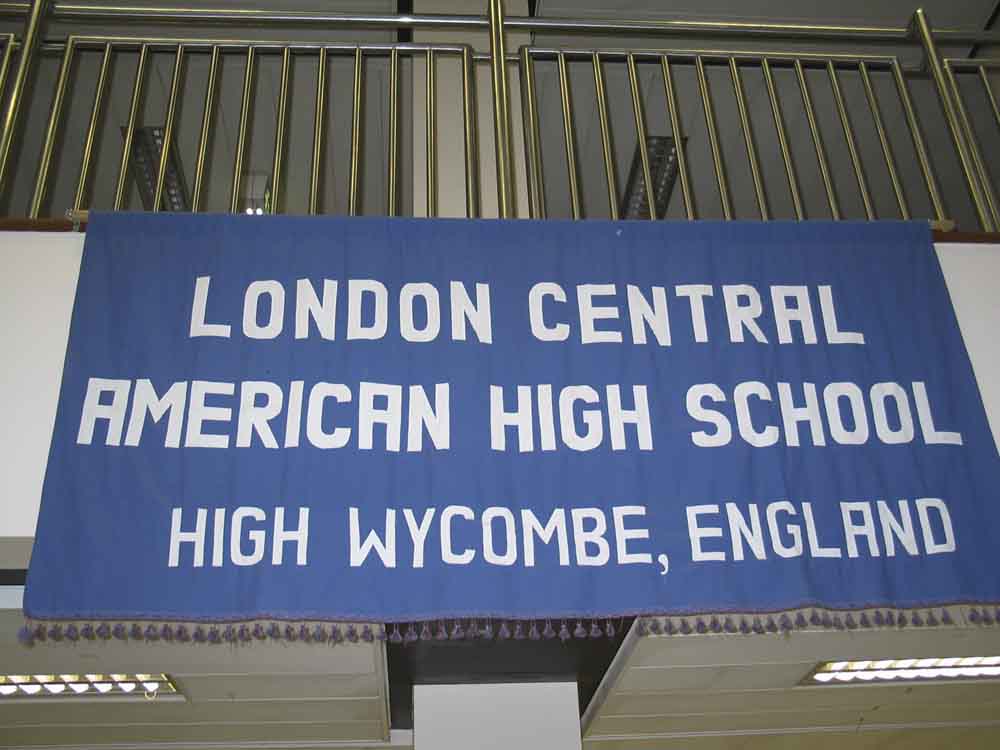 LONDON CENTRAL
AMERICAN HIGH SCHOOL
HIGH WYCOMBE, ENGLAND